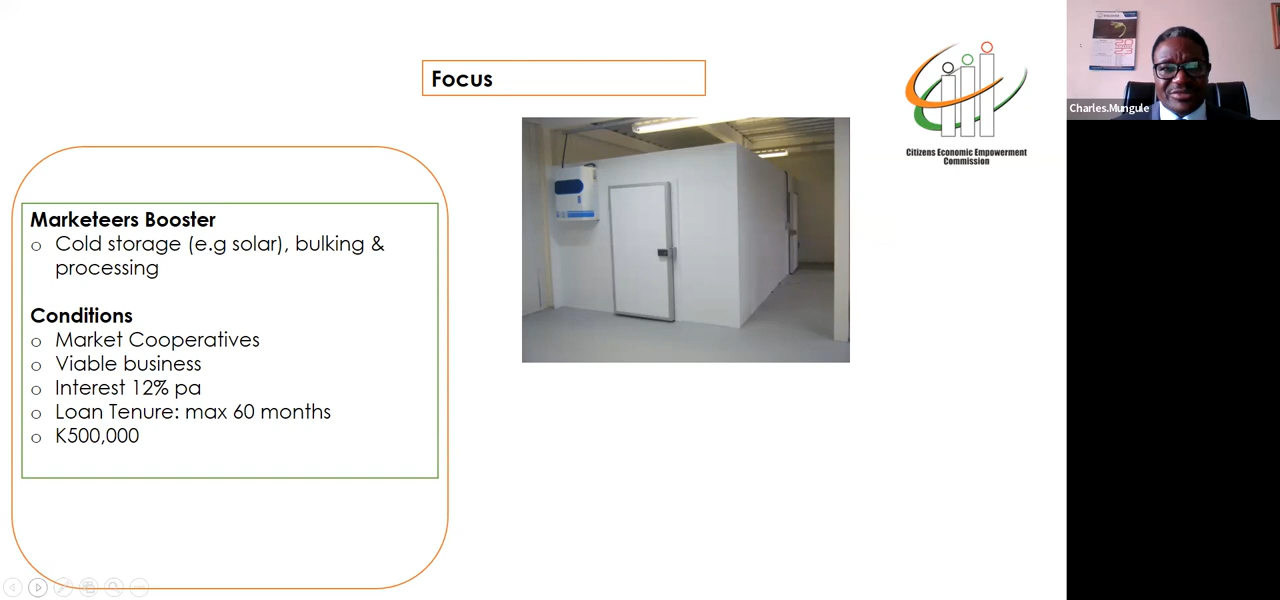 Focus
Citizens Economic Empowerment
Commission
Marketeers Booster
Cold storage (e.g solar), bulking &
processing
Conditions
Market Cooperatives
Viable business
Interest 12% pa
Loan Tenure: max 60 months
K500,000
Charles.Mungule